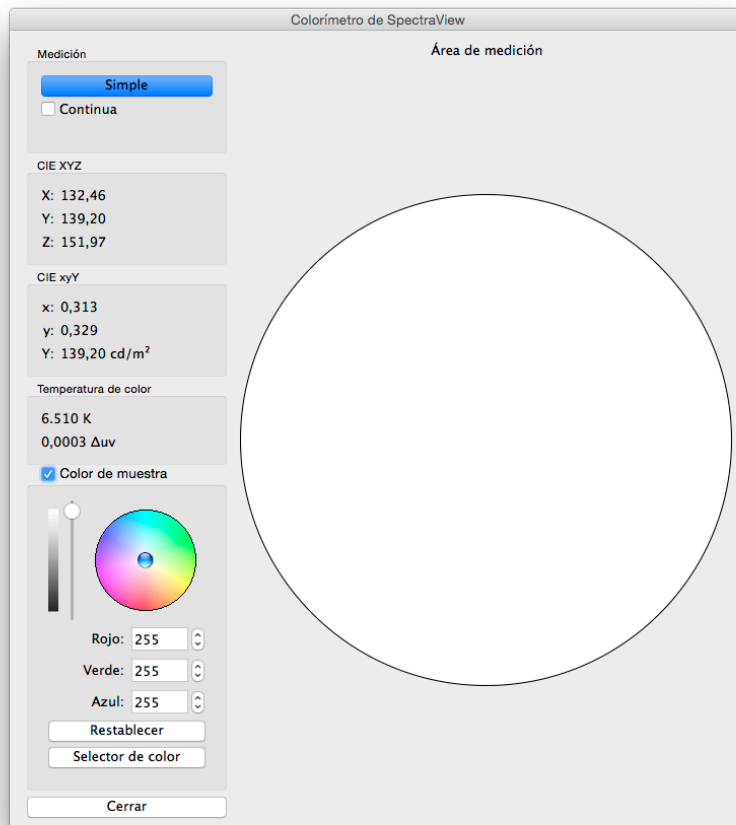 Colorímetro de SpectraView
Medición
Simple
Continua
CIE XYZ
X: 132,46
Y: 139,20
Z: 151,97
CIE xyY
x: 0,313
y: 0,329
Y: 139,20 cd/m²
Temperatura de color
6.510 K
0,0003 Δuv
Color de muestra
Rojo: 255
Verde: 255
Azul: 255
Restablecer
Selector de color
Cerrar
Área de medición